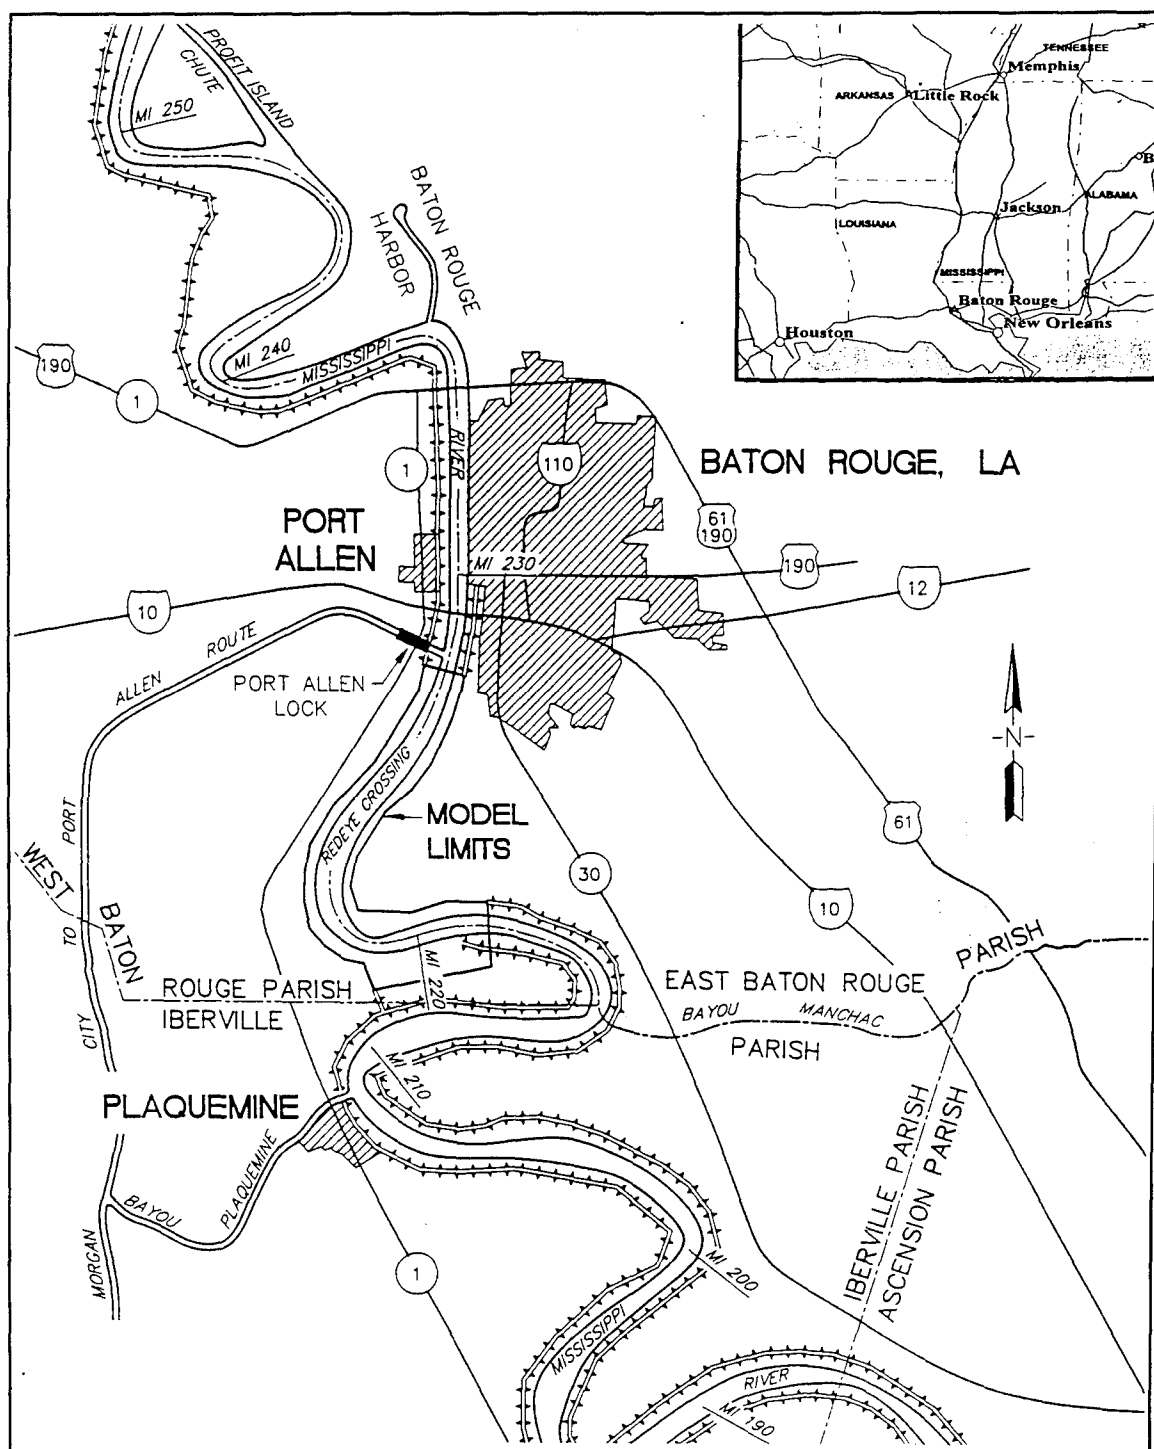 PROFIT ISLAND
CHUTE
MI 250
BATON ROUGE
HARBOR
MI 240
MISSISSIPPI
RIVER
190
1
1
110
BATON ROUGE, LA
PORT
ALLEN
61
190
MI 230
190
12
10
ALLEN ROUTE
PORT ALLEN
LOCK
-N-
REDEYE CROSSING
MODEL
LIMITS
PORT
TO
CITY
MORGAN
61
30
10
WEST
BATON
ROUGE PARISH
IBERVILLE
MI 220
EAST BATON ROUGE
PARISH
BAYOU MANCHAC
PARISH
MI 210
PLAQUEMINE
BAYOU
PLAQUEMINE
IBERVILLE PARISH
ASCENSION PARISH
1
MI 200
MISSISSIPPI
RIVER
MI 190
TENNESSEE
Memphis
ARKANSAS
Little Rock
B
ALABAMA
Jackson
LOUISIANA
MISSISSIPPI
Baton Rouge
New Orleans
Houston